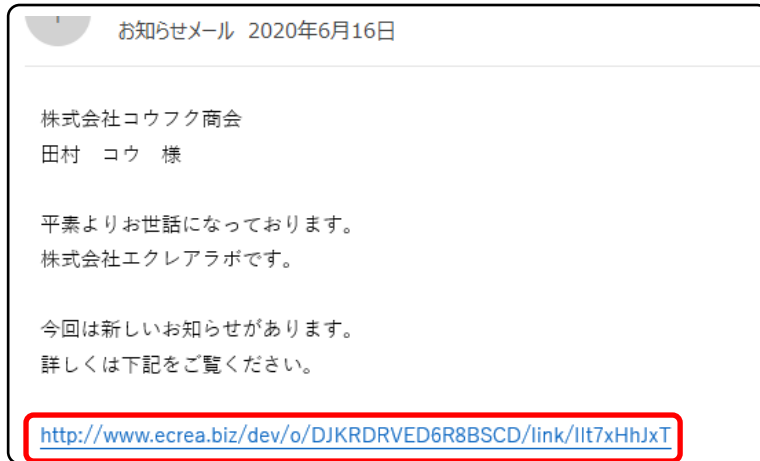 お知らせメール 2020年6月16日
株式会社コウフク商会
田村　コウ　様
平素よりお世話になっております。
株式会社エクレアラボです。
今回は新しいお知らせがあります。
詳しくは下記をご覧ください。
http://www.ecrea.biz/dev/o/DJKRDRVED6R8BSCD/link/IIt7xHhJxT